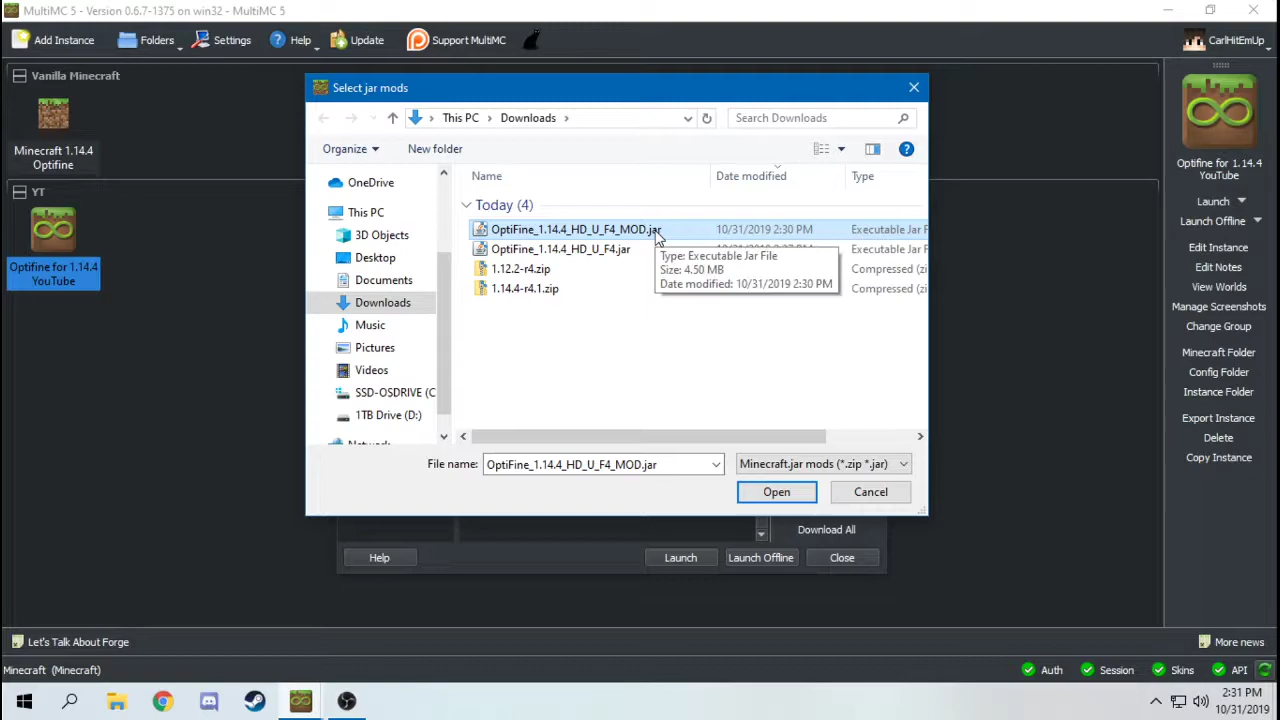 MultiMC 5 - Version 0.6.7-1375 on win32 - MultiMC 5
Add Instance Folders Settings Help Update Support MultiMC CarlHitEmUp
Vanilla Minecraft
Minecraft 1.14.4
Optifine
YT
Optifine for 1.14.4
YouTube
Select jar mods
This PC Downloads Search Downloads
Organize New folder
OneDrive
This PC
3D Objects
Desktop
Documents
Downloads
Music
Pictures
Videos
SSD-OSDRIVE (C
1TB Drive (D:)
Network
Name Date modified Type
Today (4)
OptiFine_1.14.4_HD_U_F4_MOD.jar 10/31/2019 2:30 PM Executable Jar F
OptiFine_1.14.4_HD_U_F4.jar Executable Jar F
1.12.2-r4.zip Compressed (zi
1.14.4-r4.1.zip Compressed (zi
Type: Executable Jar File
Size: 4.50 MB
Date modified: 10/31/2019 2:30 PM
File name: OptiFine_1.14.4_HD_U_F4_MOD.jar Minecraft.jar mods (*.zip *.jar)
Open Cancel
Download All
Help Launch Launch Offline Close
Optifine for 1.14.4
YouTube
Launch
Launch Offline
Edit Instance
Edit Notes
View Worlds
Manage Screenshots
Change Group
Minecraft Folder
Config Folder
Instance Folder
Export Instance
Delete
Copy Instance
Let's Talk About Forge More news
Minecraft (Minecraft) Auth Session Skins API
2:31 PM
10/31/2019